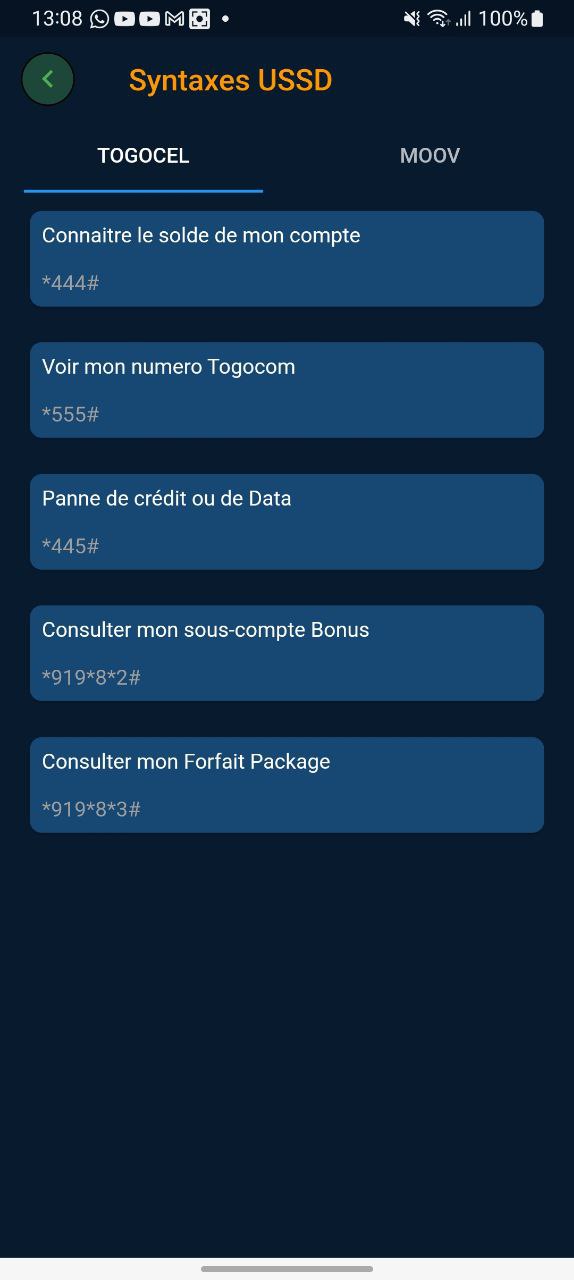 13:08 100%
Syntaxes USSD
TOGOCEL MOOV
Connaitre le solde de mon compte
*444#
Voir mon numero Togocom
*555#
Panne de crédit ou de Data
*445#
Consulter mon sous-compte Bonus
*919*8*2#
Consulter mon Forfait Package
*919*8*3#